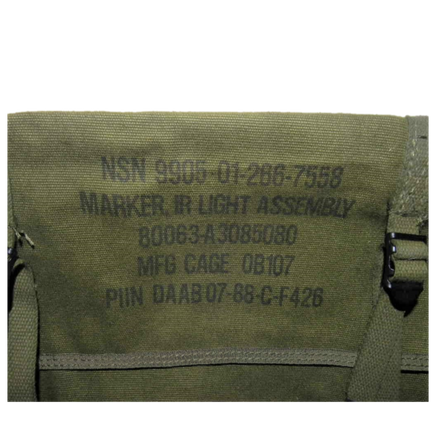 NSN 9905-01-286-7558
MARKER, IR LIGHT ASSEMBLY
80063-A3085080
MFG CAGE 0B107
PIIN DAAB 07-88-C-F426